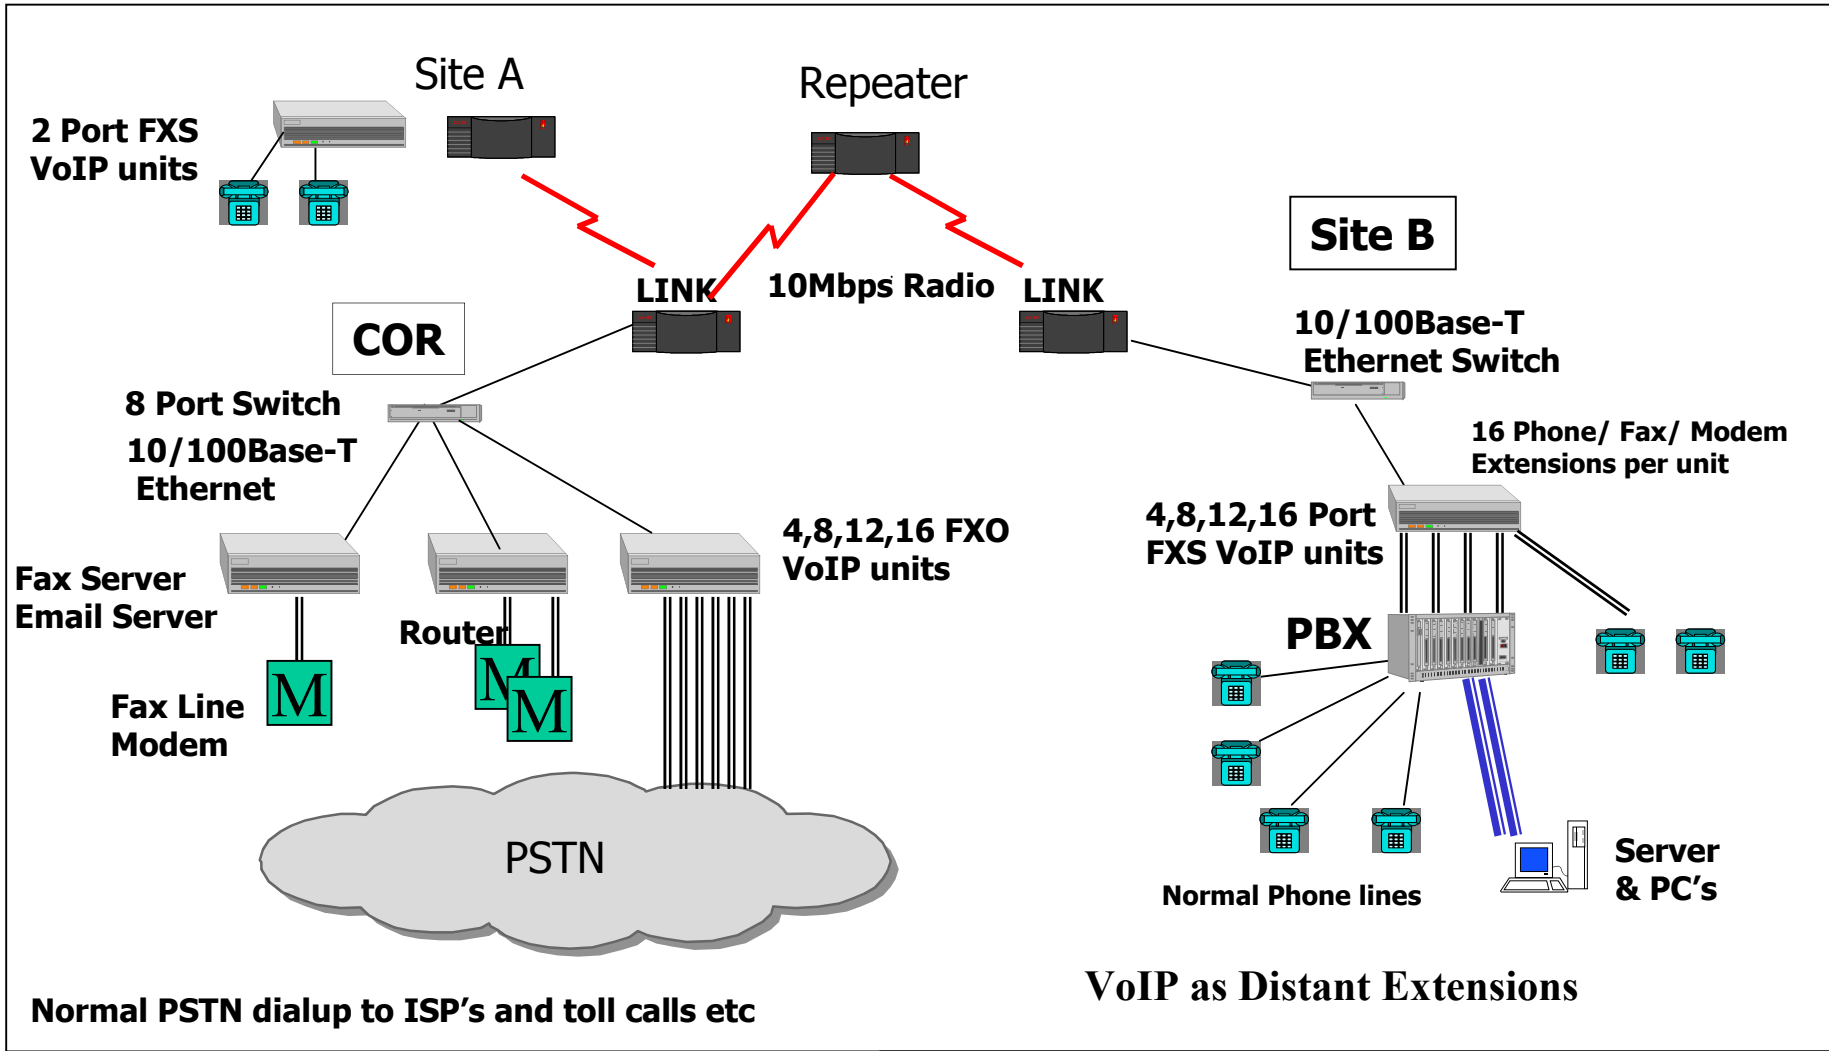 Site A
Repeater
2 Port FXS
VoIP units
Site B
LINK
10Mbps Radio
LINK
COR
10/100Base-T
Ethernet Switch
8 Port Switch
10/100Base-T
Ethernet
16 Phone/ Fax/ Modem
Extensions per unit
4,8,12,16 FXO
VoIP units
4,8,12,16 Port
FXS VoIP units
Fax Server
Email Server
Router
PBX
M
M
M
Fax Line
Modem
PSTN
Server
& PC’s
Normal Phone lines
VoIP as Distant Extensions
Normal PSTN dialup to ISP’s and toll calls etc